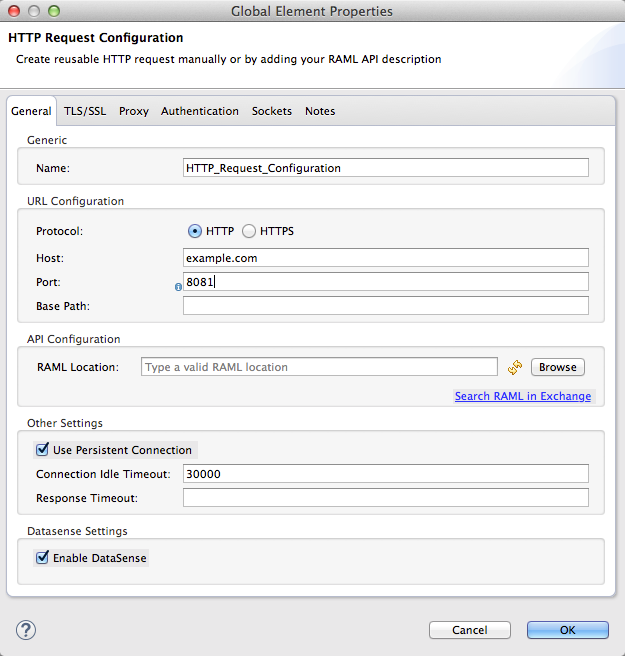 Global Element Properties
HTTP Request Configuration
Create reusable HTTP request manually or by adding your RAML API description
General TLS/SSL Proxy Authentication Sockets Notes
Generic
Name: HTTP_Request_Configuration
URL Configuration
Protocol: HTTP HTTPS
Host: example.com
Port: 8081
Base Path:
API Configuration
RAML Location: Type a valid RAML location Browse
Search RAML in Exchange
Other Settings
Use Persistent Connection
Connection Idle Timeout: 30000
Response Timeout:
Datasense Settings
Enable DataSense
? Cancel OK